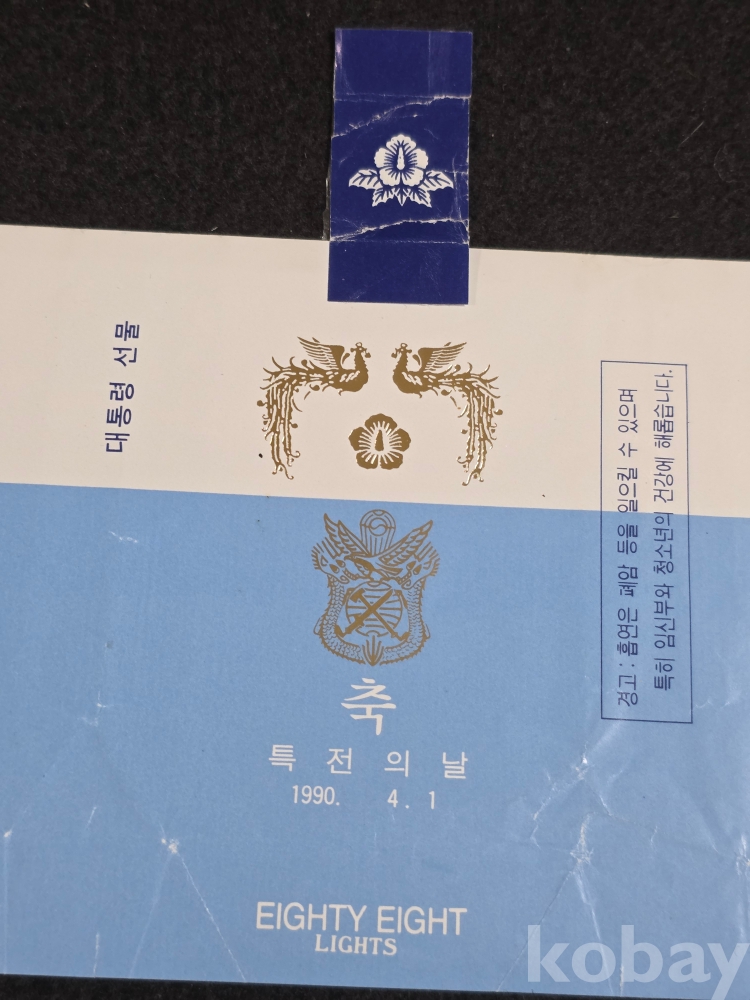 대통령 선물
축
특 전 의 날
1990. 4. 1
EIGHTY EIGHT
LIGHTS
경고 : 흡연은 폐암 등을 일으킬 수 있으며
특히 임신부와 청소년의 건강에 해롭습니다.
kobay